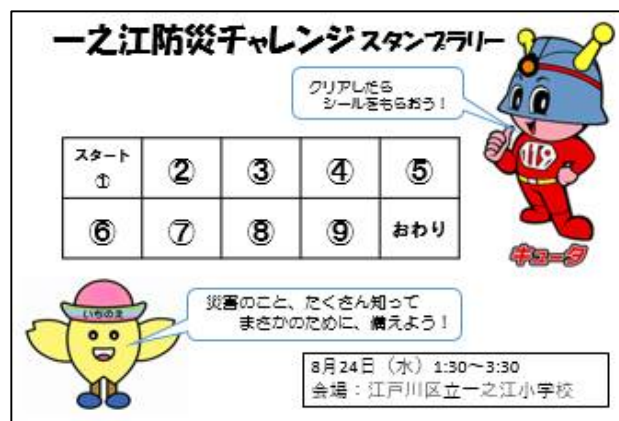 一之江防災チャレンジ スタンプラリー
クリアしたら
シールをもらおう！
スタート
① ② ③ ④ ⑤
⑥ ⑦ ⑧ ⑨ おわり
119
キュータ
いちのえ
災害のこと、たくさん知って
まさかのために、備えよう！
8月24日（水）1:30～3:30
会場：江戸川区立一之江小学校